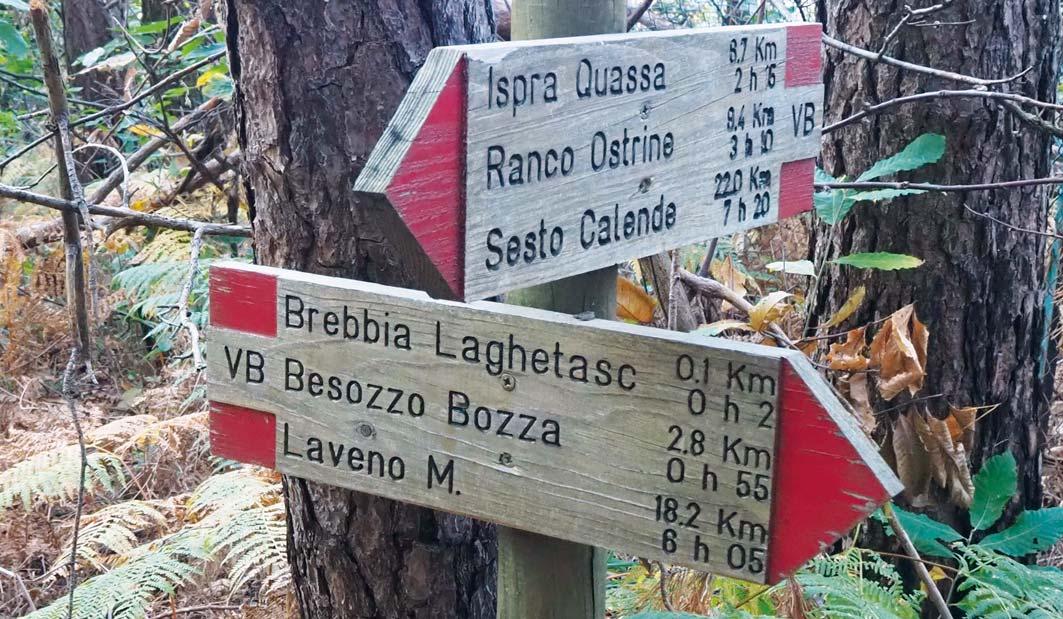 Ispra Quassa 6.7 Km
2 h 15
Ranco Ostrine 9.4 Km VB
3 h 10
Sesto Calende 22.0 Km
7 h 20
Brebbia Laghetasc 0.1 Km
0 h 2
VB Besozzo Bozza 2.8 Km
0 h 55
Laveno M. 18.2 Km
6 h 05